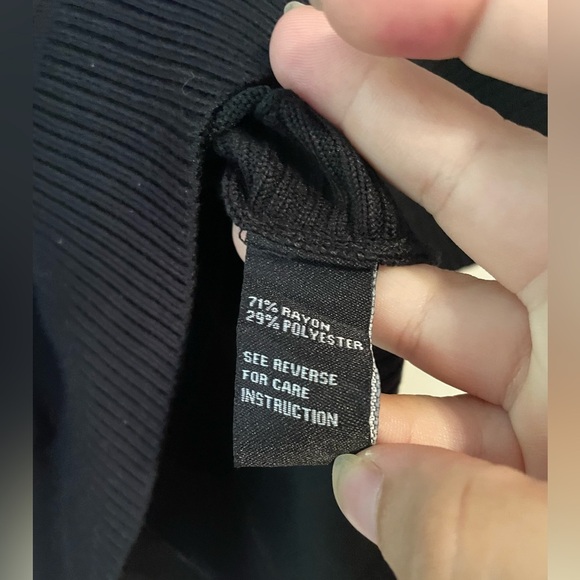 71% RAYON
29% POLYESTER
SEE REVERSE
FOR CARE
INSTRUCTION